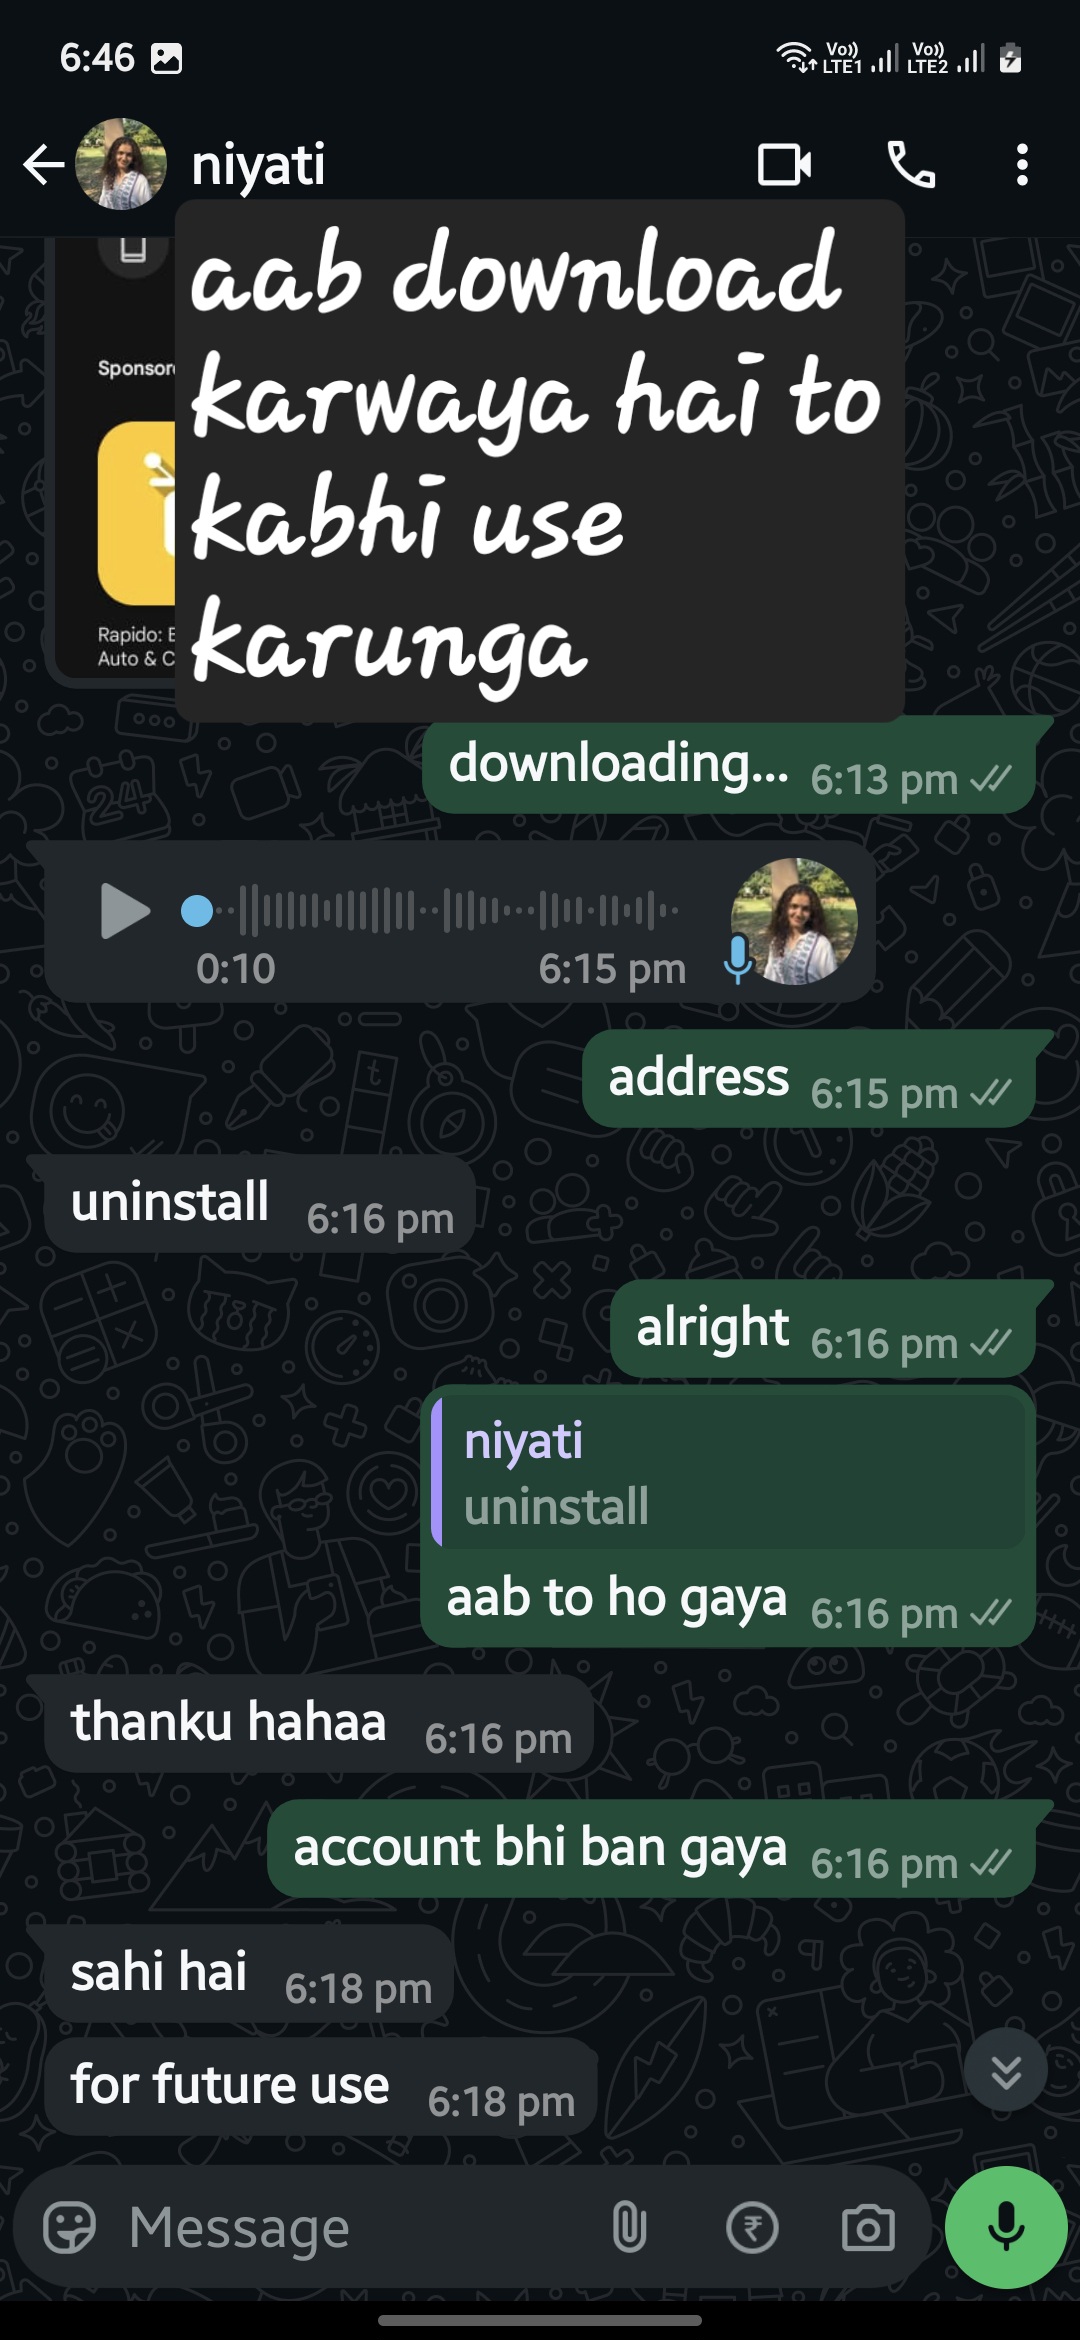 6:46
Vo)) LTE1 Vo)) LTE2
niyati
aab download
karwaya hai to
kabhi use
karunga
Rapido:
Auto &
downloading... 6:13 pm
0:10 6:15 pm
address 6:15 pm
uninstall 6:16 pm
alright 6:16 pm
niyati
uninstall
aab to ho gaya 6:16 pm
thanku hahaa 6:16 pm
account bhi ban gaya 6:16 pm
sahi hai 6:18 pm
for future use 6:18 pm
Message